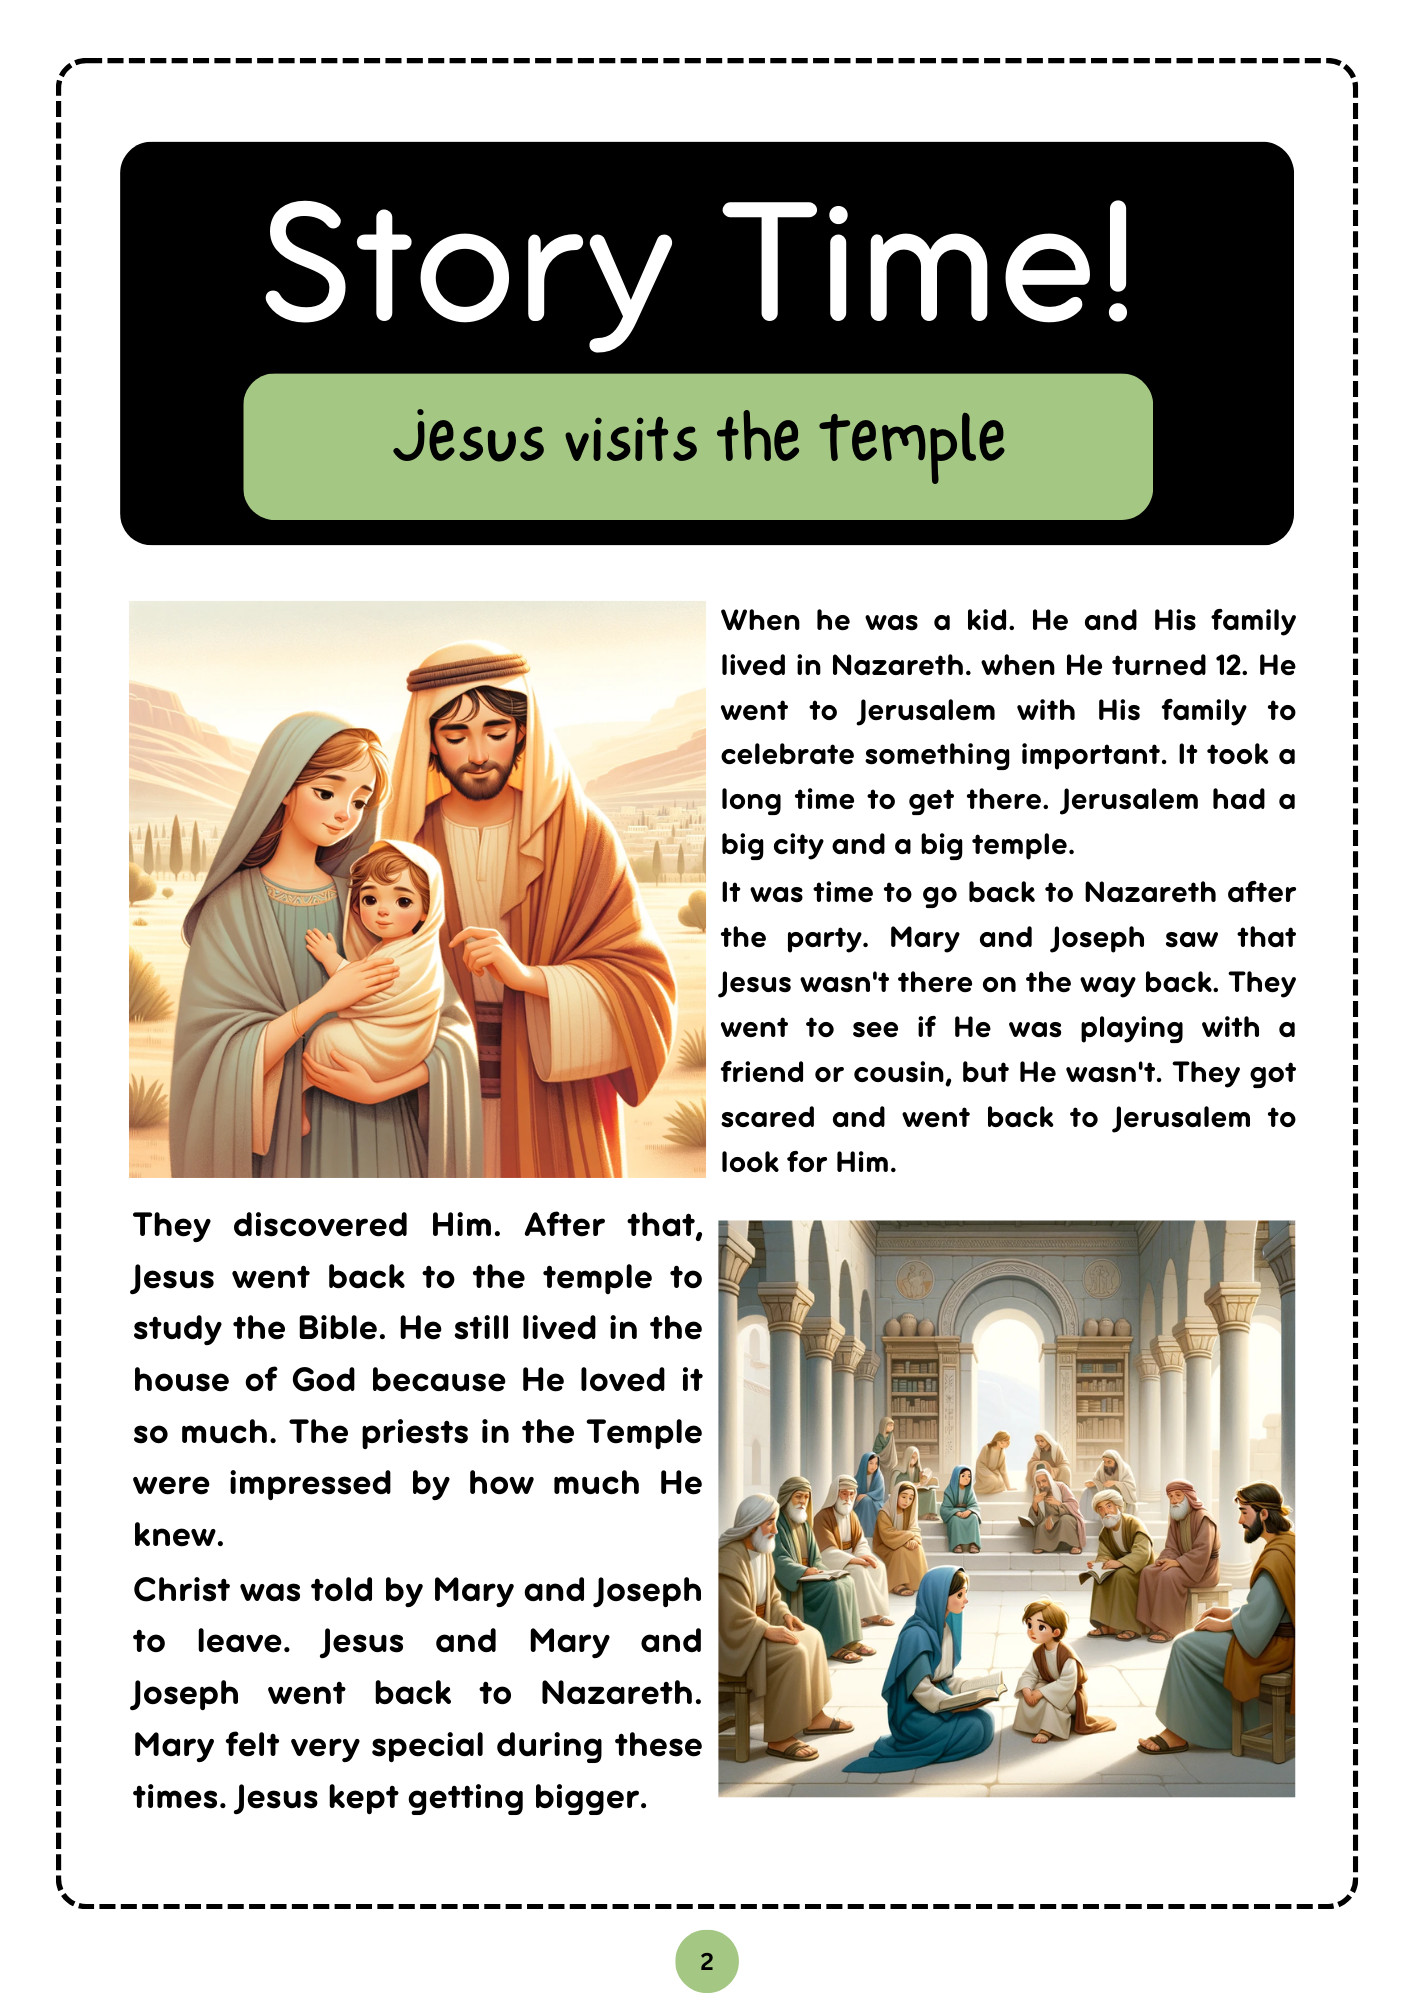 Story Time!
Jesus visits the Temple
When he was a kid. He and His family
lived in Nazareth. when He turned 12. He
went to Jerusalem with His family to
celebrate something important. It took a
long time to get there. Jerusalem had a
big city and a big temple.
It was time to go back to Nazareth after
the party. Mary and Joseph saw that
Jesus wasn't there on the way back. They
went to see if He was playing with a
friend or cousin, but He wasn't. They got
scared and went back to Jerusalem to
look for Him.
They discovered Him. After that,
Jesus went back to the temple to
study the Bible. He still lived in the
house of God because He loved it
so much. The priests in the Temple
were impressed by how much He
knew.
Christ was told by Mary and Joseph
to leave. Jesus and Mary and
Joseph went back to Nazareth.
Mary felt very special during these
times. Jesus kept getting bigger.
2